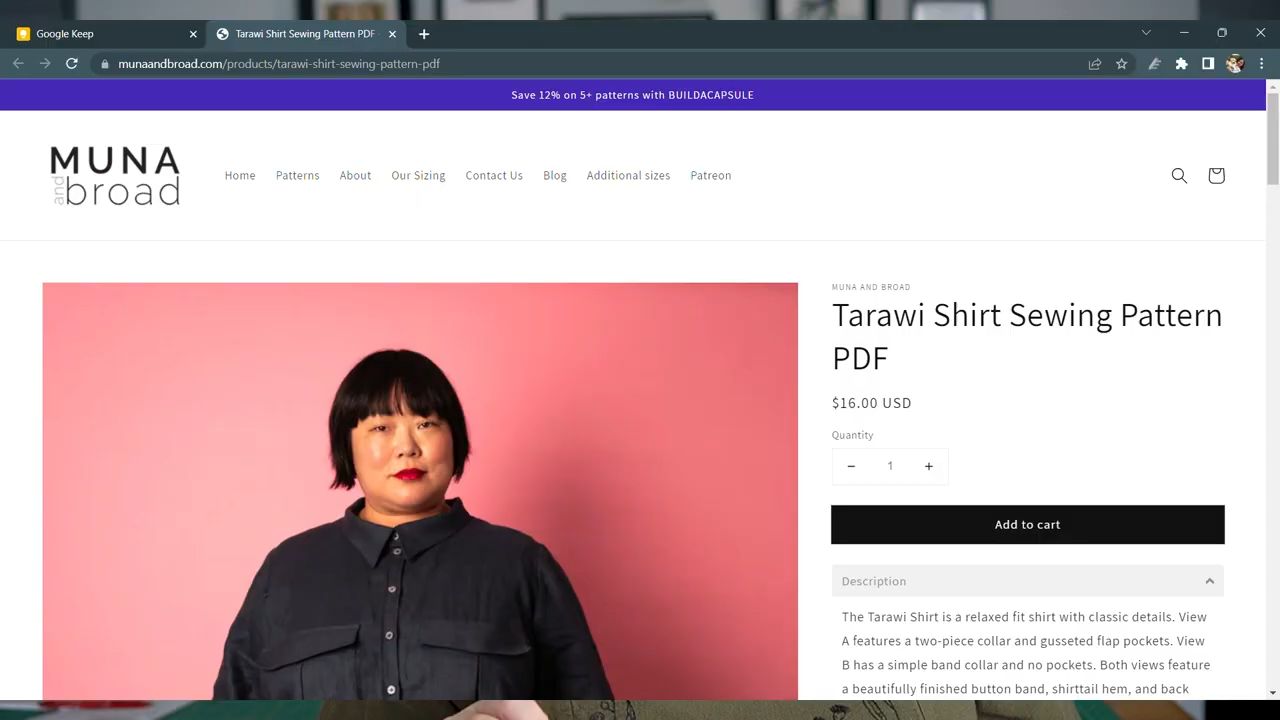 Google Keep
Tarawi Shirt Sewing Pattern PDF
munaandbroad.com/products/tarawi-shirt-sewing-pattern-pdf
Save 12% on 5+ patterns with BUILDACAPSULE
MUNA
and broad
Home Patterns About Our Sizing Contact Us Blog Additional sizes Patreon
MUNA AND BROAD
Tarawi Shirt Sewing Pattern
PDF
$16.00 USD
Quantity
− 1 +
Add to cart
Description
The Tarawi Shirt is a relaxed fit shirt with classic details. View
A features a two-piece collar and gusseted flap pockets. View
B has a simple band collar and no pockets. Both views feature
a beautifully finished button band, shirttail hem, and back